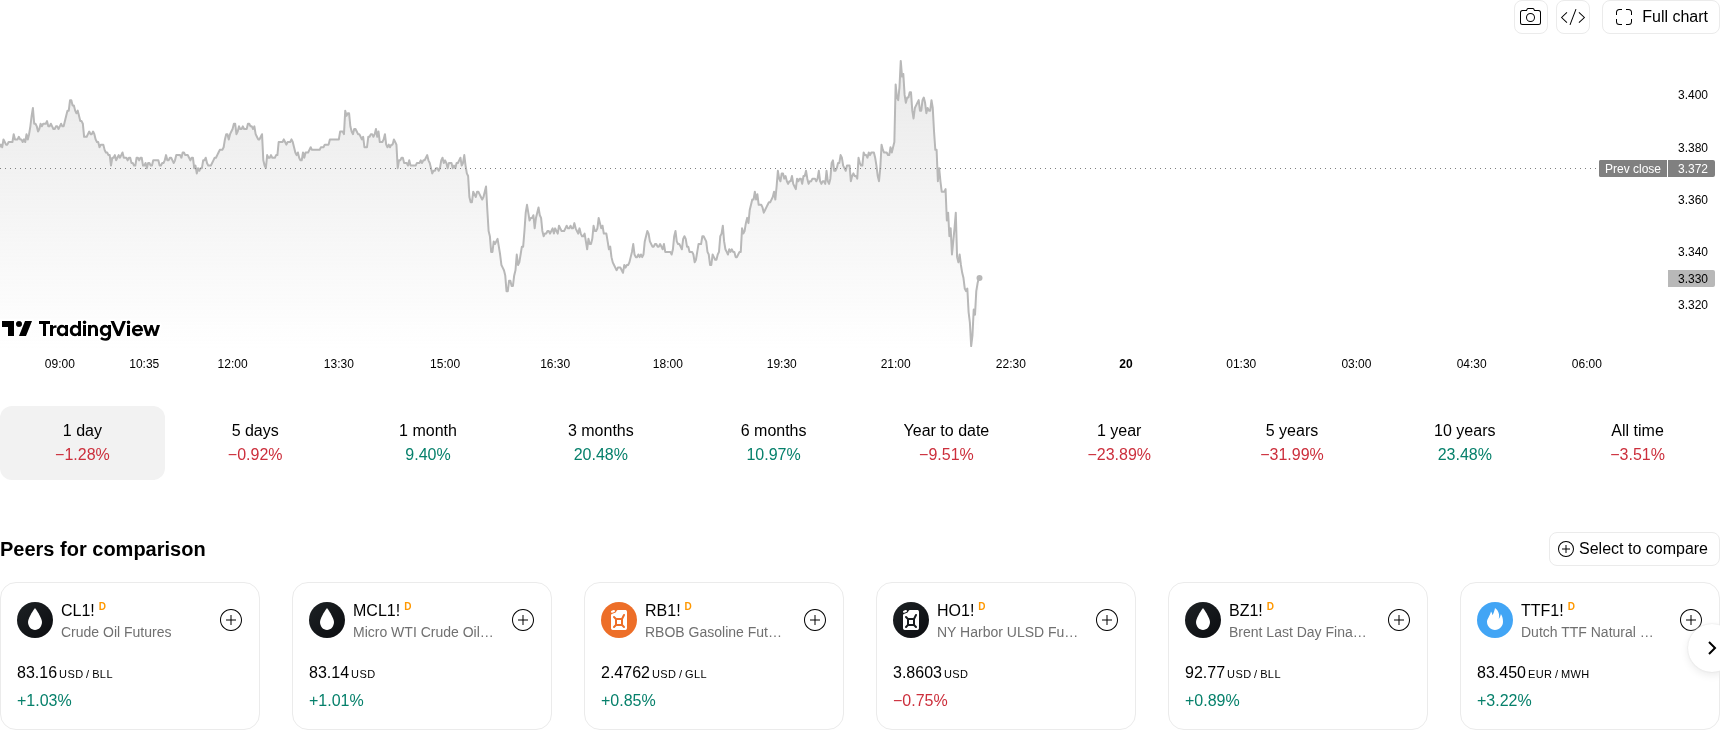 Full chart
3.400
3.380
Prev close 3.372
3.360
3.340
3.330
3.320
TradingView
09:00 10:35 12:00 13:30 15:00 16:30 18:00 19:30 21:00 22:30 20 01:30 03:00 04:30 06:00
1 day 5 days 1 month 3 months 6 months Year to date 1 year 5 years 10 years All time
−1.28% −0.92% 9.40% 20.48% 10.97% −9.51% −23.89% −31.99% 23.48% −3.51%
Peers for comparison
Select to compare
CL1! D
Crude Oil Futures
83.16 USD / BLL
+1.03%
MCL1! D
Micro WTI Crude Oil…
83.14 USD
+1.01%
RB1! D
RBOB Gasoline Fut…
2.4762 USD / GLL
+0.85%
HO1! D
NY Harbor ULSD Fu…
3.8603 USD
−0.75%
BZ1! D
Brent Last Day Fina…
92.77 USD / BLL
+0.89%
TTF1! D
Dutch TTF Natural …
83.450 EUR / MWH
+3.22%